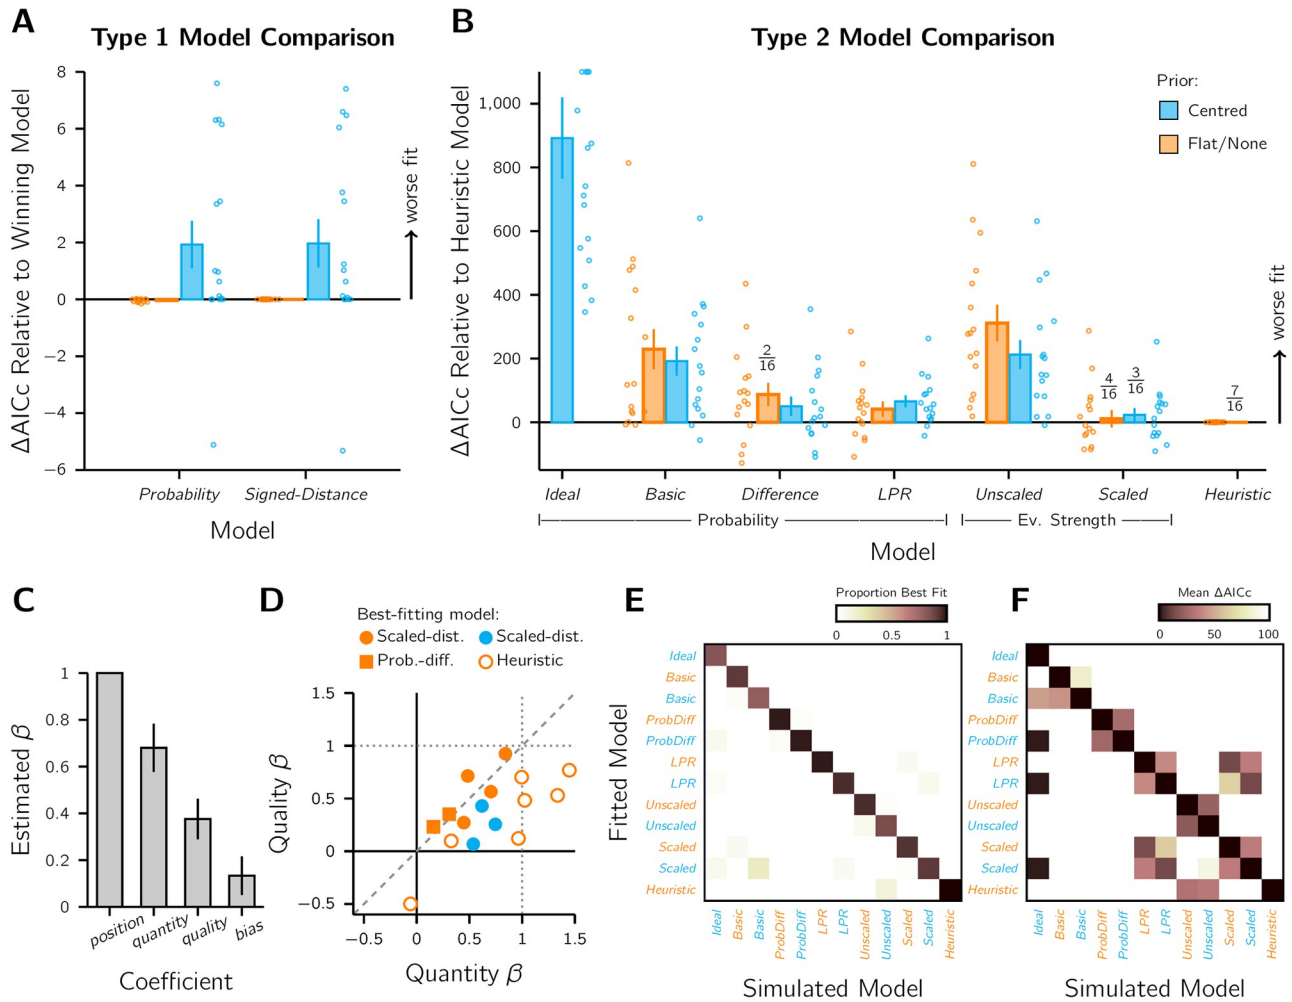 A
Type 1 Model Comparison
ΔAICc Relative to Winning Model
8
6
4
2
0
−2
−4
−6
worse fit
Probability
Signed-Distance
Model
B
Type 2 Model Comparison
ΔAICc Relative to Heuristic Model
1,000
800
600
400
200
0
Prior:
Centred
Flat/None
2/16
4/16
3/16
7/16
worse fit
Ideal
Basic
Difference
LPR
Unscaled
Scaled
Heuristic
Probability
Ev. Strength
Model
C
Estimated β
1
0.8
0.6
0.4
0.2
0
position
quantity
quality
bias
Coefficient
D
Best-fitting model:
Scaled-dist.
Scaled-dist.
Prob.-diff.
Heuristic
Quality β
1.5
1
0.5
0
−0.5
−0.5
0
0.5
1
1.5
Quantity β
E
Proportion Best Fit
0
0.5
1
Fitted Model
Ideal
Basic
Basic
ProbDiff
ProbDiff
LPR
LPR
Unscaled
Unscaled
Scaled
Scaled
Heuristic
Ideal
Basic
Basic
ProbDiff
ProbDiff
LPR
LPR
Unscaled
Unscaled
Scaled
Scaled
Heuristic
Simulated Model
F
Mean ΔAICc
0
50
100
Ideal
Basic
Basic
ProbDiff
ProbDiff
LPR
LPR
Unscaled
Unscaled
Scaled
Scaled
Heuristic
Ideal
Basic
Basic
ProbDiff
ProbDiff
LPR
LPR
Unscaled
Unscaled
Scaled
Scaled
Heuristic
Simulated Model